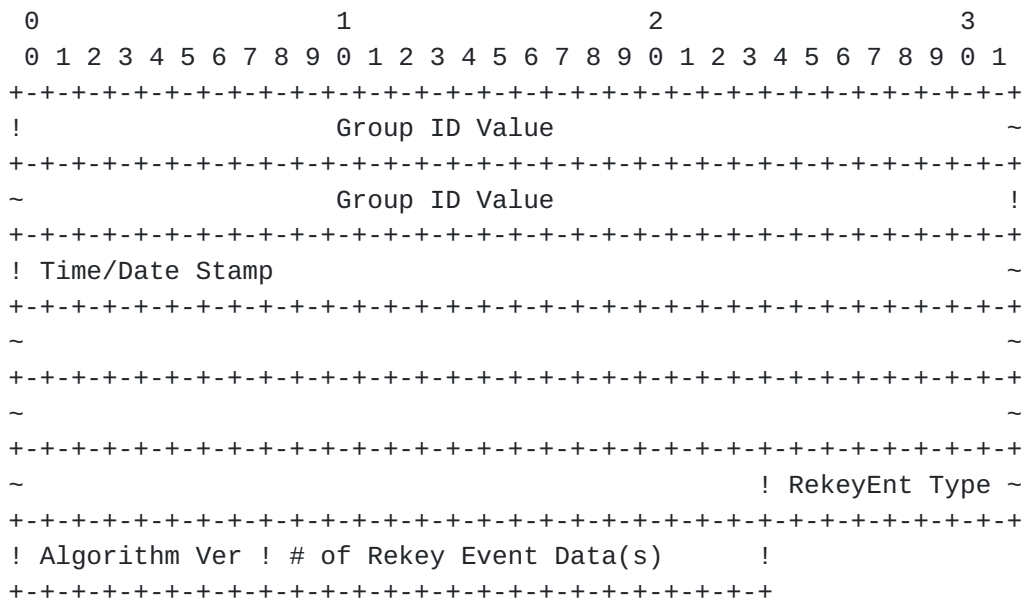 0                   1                   2                   3
 0 1 2 3 4 5 6 7 8 9 0 1 2 3 4 5 6 7 8 9 0 1 2 3 4 5 6 7 8 9 0 1
+-+-+-+-+-+-+-+-+-+-+-+-+-+-+-+-+-+-+-+-+-+-+-+-+-+-+-+-+-+-+-+-+
!                    Group ID Value                             ~
+-+-+-+-+-+-+-+-+-+-+-+-+-+-+-+-+-+-+-+-+-+-+-+-+-+-+-+-+-+-+-+-+
~                    Group ID Value                             !
+-+-+-+-+-+-+-+-+-+-+-+-+-+-+-+-+-+-+-+-+-+-+-+-+-+-+-+-+-+-+-+-+
! Time/Date Stamp                                               ~
+-+-+-+-+-+-+-+-+-+-+-+-+-+-+-+-+-+-+-+-+-+-+-+-+-+-+-+-+-+-+-+-+
~                                                               ~
+-+-+-+-+-+-+-+-+-+-+-+-+-+-+-+-+-+-+-+-+-+-+-+-+-+-+-+-+-+-+-+-+
~                                                               ~
+-+-+-+-+-+-+-+-+-+-+-+-+-+-+-+-+-+-+-+-+-+-+-+-+-+-+-+-+-+-+-+-+
~                                               ! RekeyEnt Type ~
+-+-+-+-+-+-+-+-+-+-+-+-+-+-+-+-+-+-+-+-+-+-+-+-+-+-+-+-+-+-+-+-+
! Algorithm Ver ! # of Rekey Event Data(s)      !
+-+-+-+-+-+-+-+-+-+-+-+-+-+-+-+-+-+-+-+-+-+-+-+-+